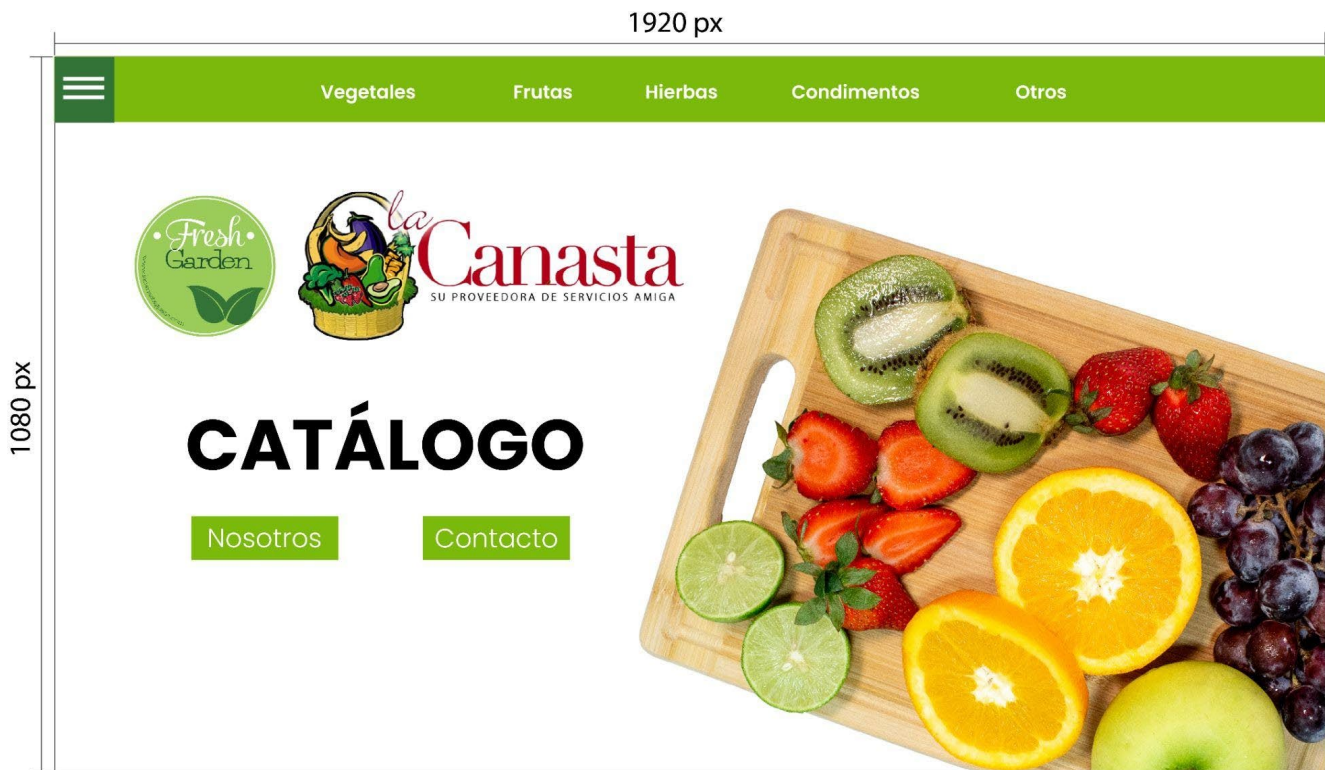 1920 px
1080 px
Vegetales Frutas Hierbas Condimentos Otros
Fresh
Garden
la
Canasta
SU PROVEEDORA DE SERVICIOS AMIGA
CATÁLOGO
Nosotros Contacto